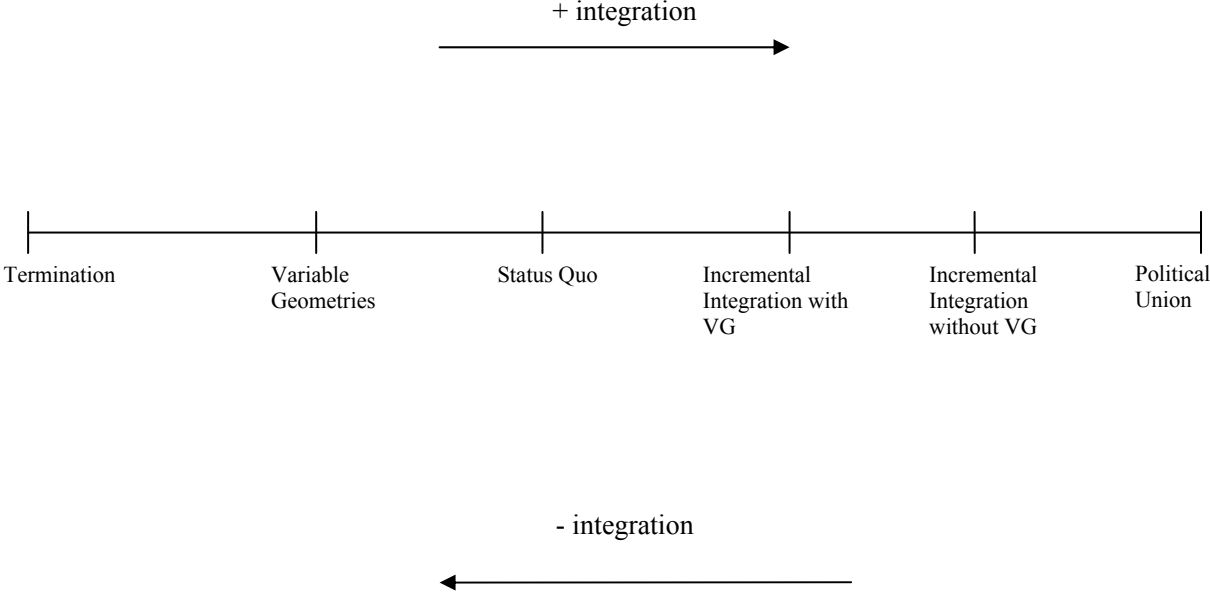 + integration
Termination
Variable
Geometries
Status Quo
Incremental
Integration with
VG
Incremental
Integration
without VG
Political
Union
- integration